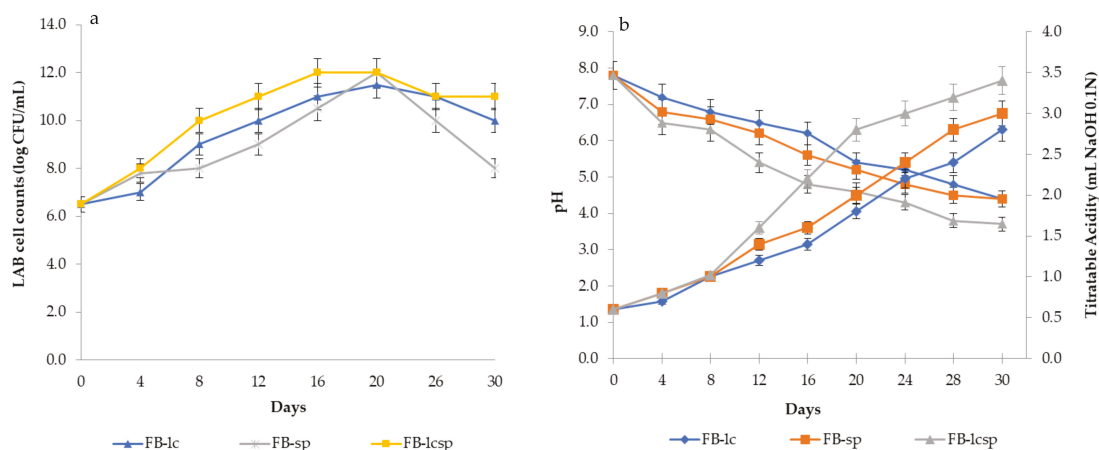 a
LAB cell counts (log CFU/mL)
14.0
12.0
10.0
8.0
6.0
4.0
2.0
0.0
0 4 8 12 16 20 26 30
Days
FB-lc FB-sp FB-lcsp
b
pH
9.0
8.0
7.0
6.0
5.0
4.0
3.0
2.0
1.0
0.0
4.0
3.5
3.0
2.5
2.0
1.5
1.0
0.5
0.0
Titratable Acidity (mL NaOH 0.1N)
0 4 8 12 16 20 24 28 30
Days
FB-lc FB-sp FB-lcsp